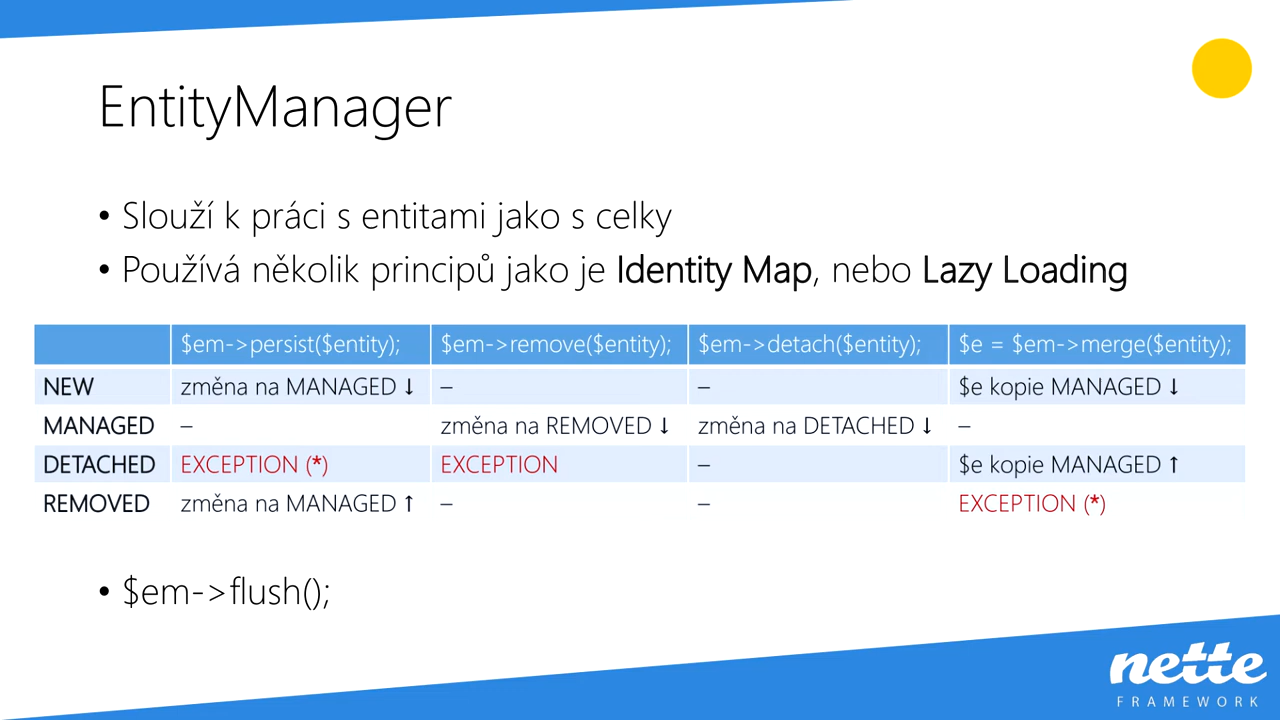 EntityManager
• Slouží k práci s entitami jako s celky
• Používá několik principů jako je Identity Map, nebo Lazy Loading
$em->persist($entity); $em->remove($entity); $em->detach($entity); $e = $em->merge($entity);
NEW změna na MANAGED ↓ – – $e kopie MANAGED ↓
MANAGED – změna na REMOVED ↓ změna na DETACHED ↓ –
DETACHED EXCEPTION (*) EXCEPTION – $e kopie MANAGED ↑
REMOVED změna na MANAGED ↑ – – EXCEPTION (*)
• $em->flush();
nette
FRAMEWORK